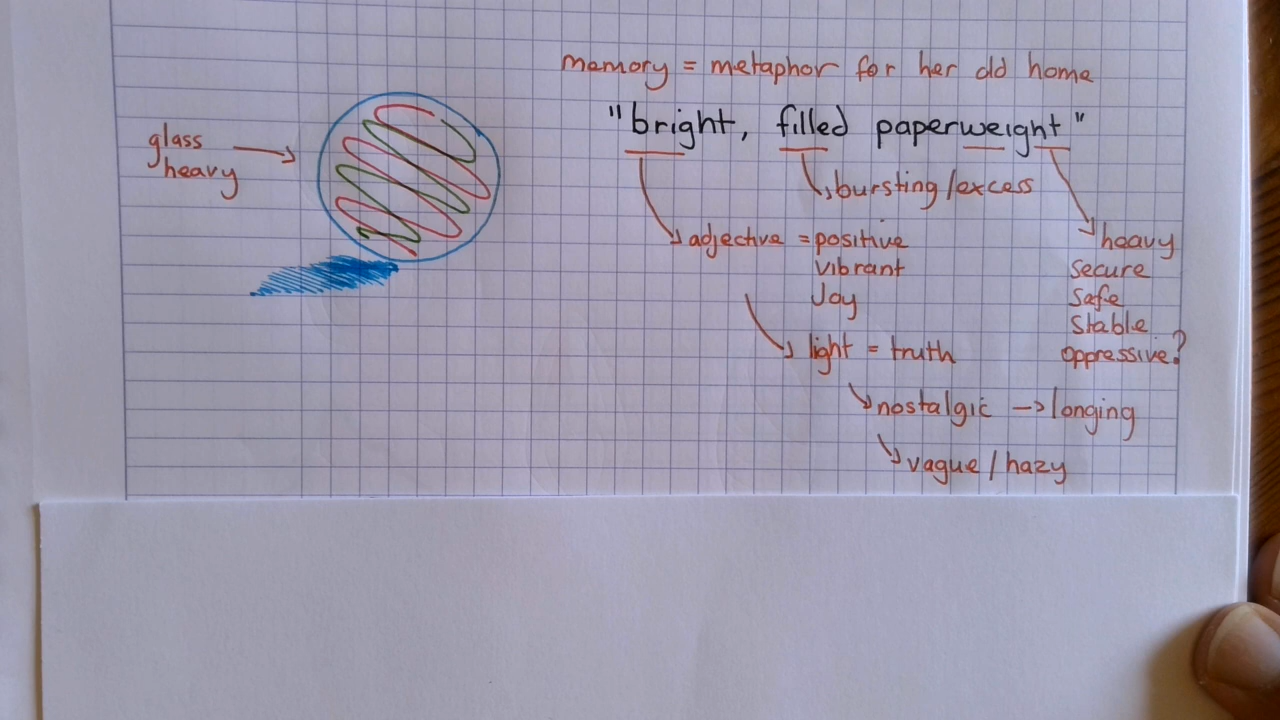 memory = metaphor for her old home
"bright, filled paperweight"
glass
heavy
bursting/excess
adjective = positive
vibrant
Joy
heavy
secure
safe
stable
oppressive?
light = truth
nostalgic → longing
vague/hazy